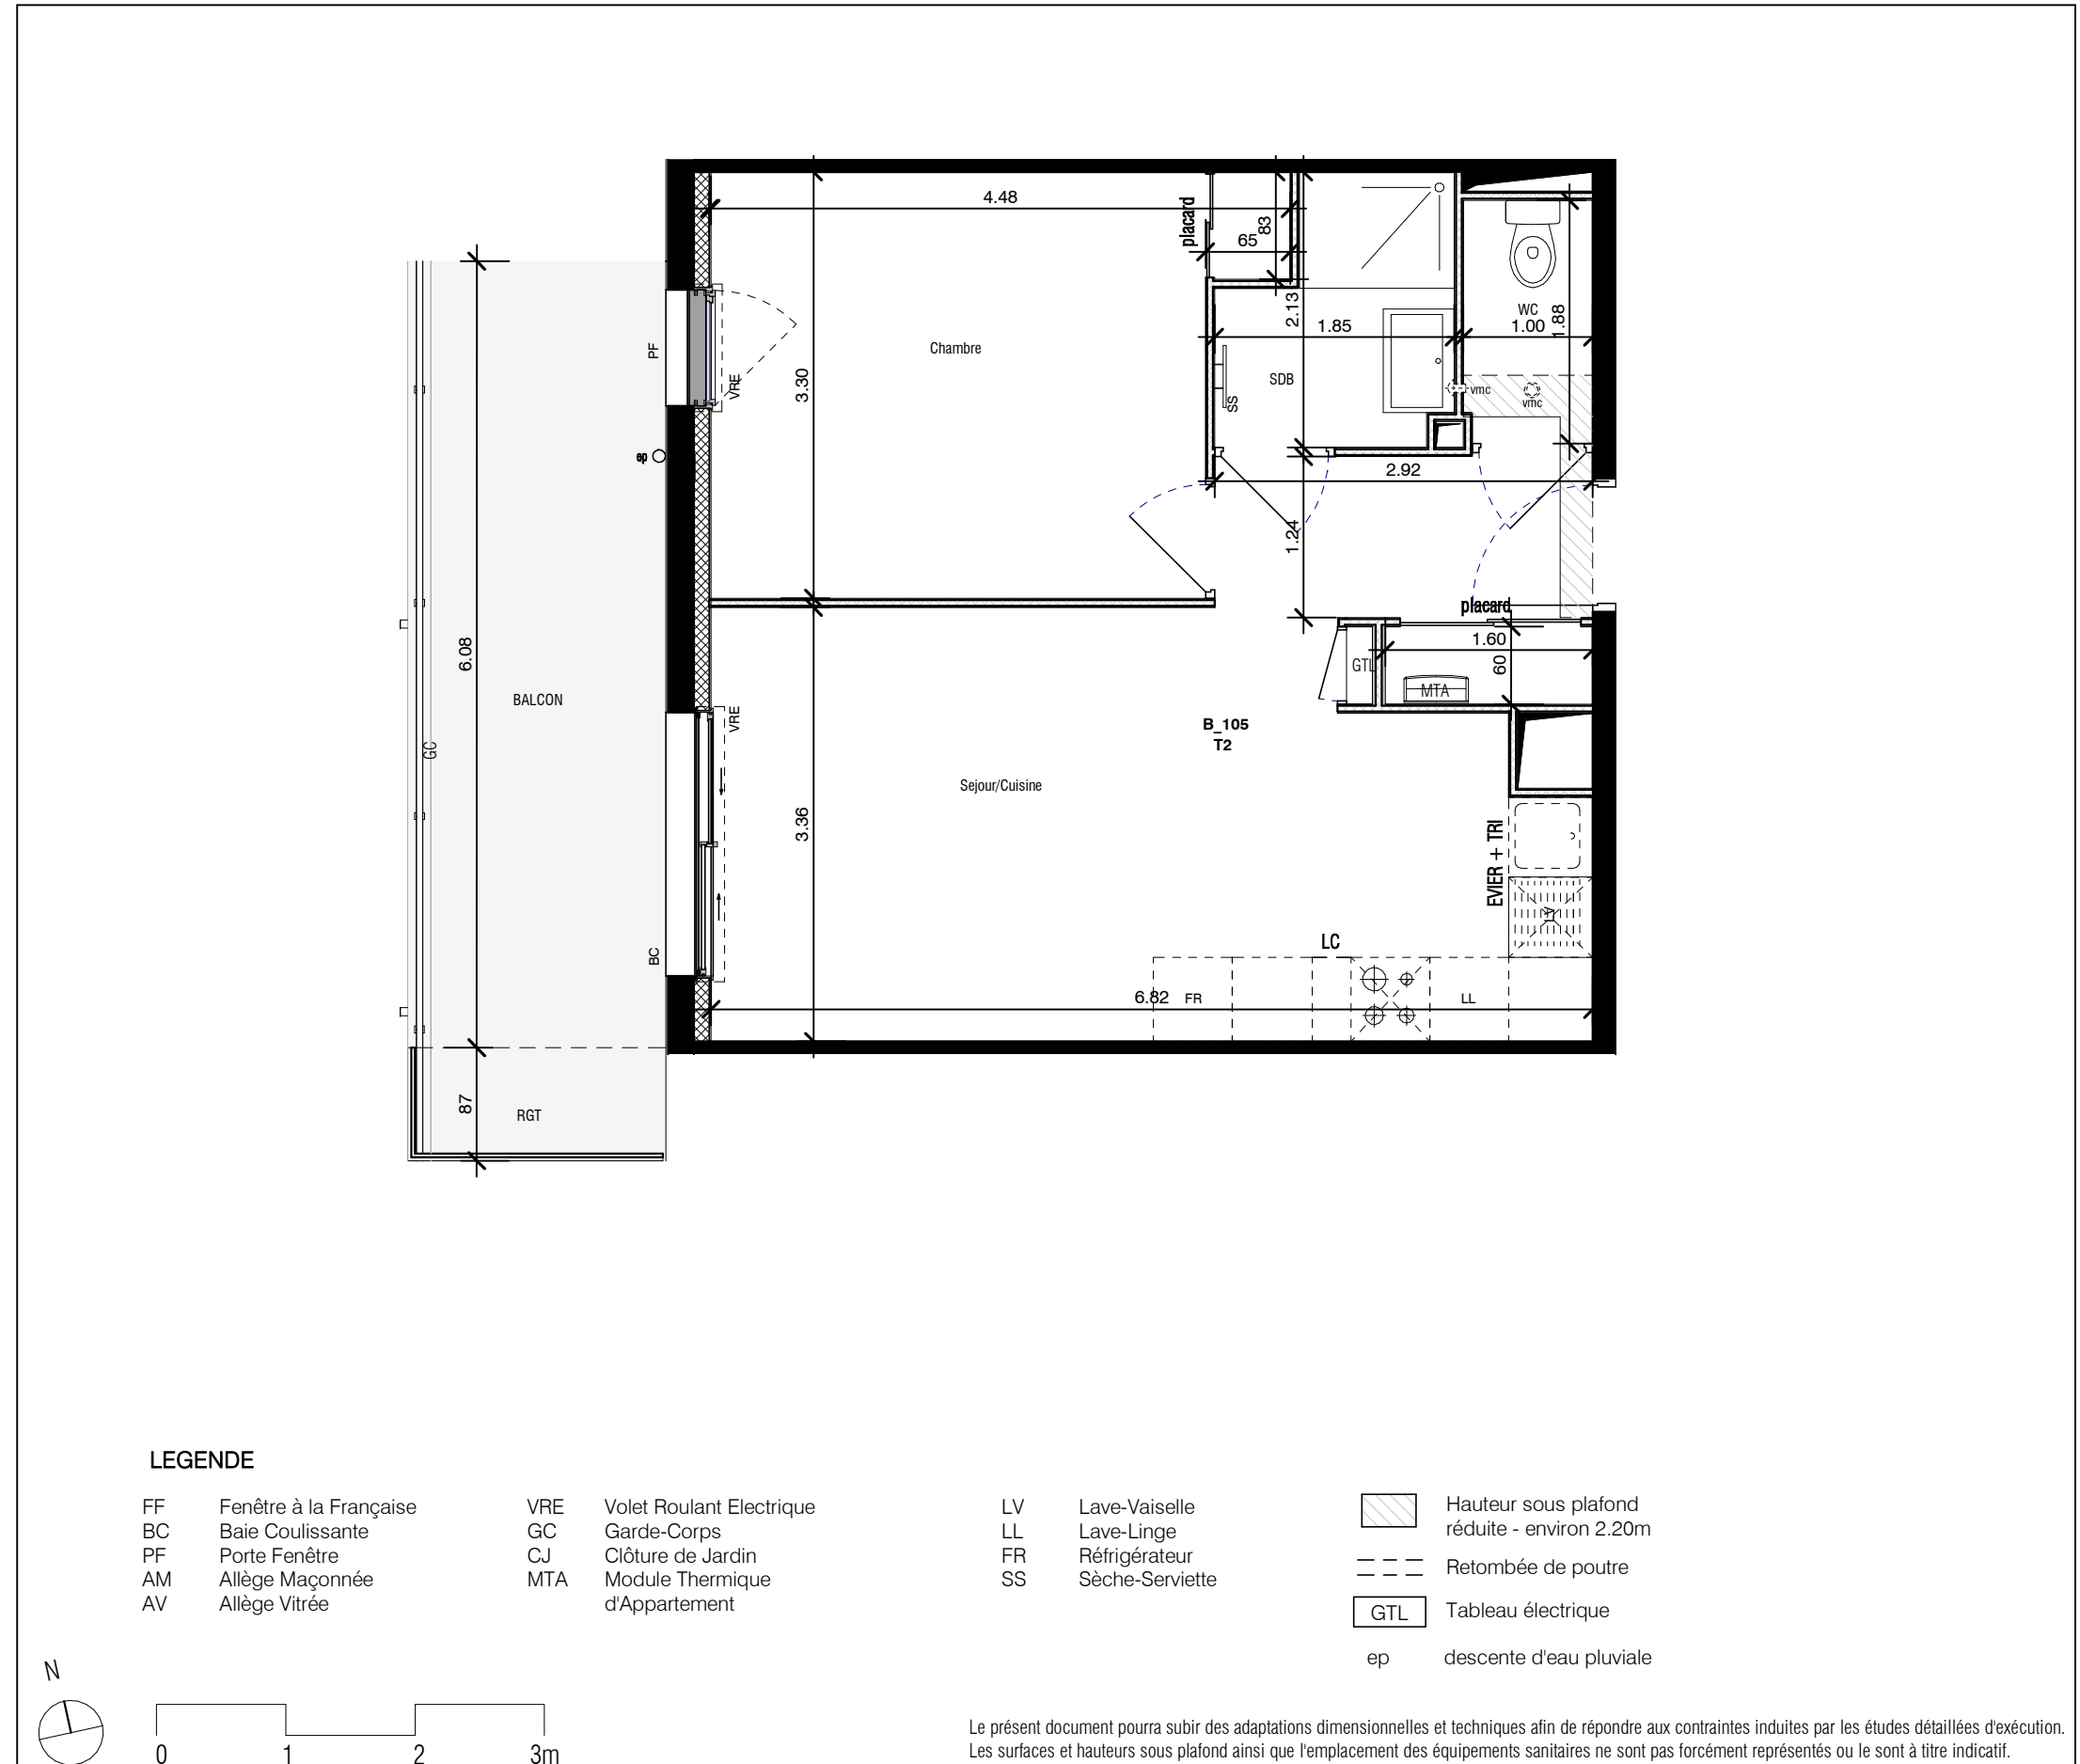 4.48
placard
83
65
2.13
1.85
WC
1.00
1.88
PF
VRE
Chambre
3.30
SDB
SS
vmc
vmc
ep
2.92
1.24
placard
1.60
60
GTL
MTA
6.08
BALCON
GC
VRE
B_105
T2
Sejour/Cuisine
3.36
EVIER + TRI
LV
BC
LC
6.82
FR
LL
87
RGT
LEGENDE
FF Fenêtre à la Française
BC Baie Coulissante
PF Porte Fenêtre
AM Allège Maçonnée
AV Allège Vitrée
VRE Volet Roulant Electrique
GC Garde-Corps
CJ Clôture de Jardin
MTA Module Thermique
d'Appartement
LV Lave-Vaiselle
LL Lave-Linge
FR Réfrigérateur
SS Sèche-Serviette
Hauteur sous plafond
réduite - environ 2.20m
Retombée de poutre
GTL Tableau électrique
ep descente d'eau pluviale
N
0 1 2 3m
Le présent document pourra subir des adaptations dimensionnelles et techniques afin de répondre aux contraintes induites par les études détaillées d'exécution.
Les surfaces et hauteurs sous plafond ainsi que l'emplacement des équipements sanitaires ne sont pas forcément représentés ou le sont à titre indicatif.